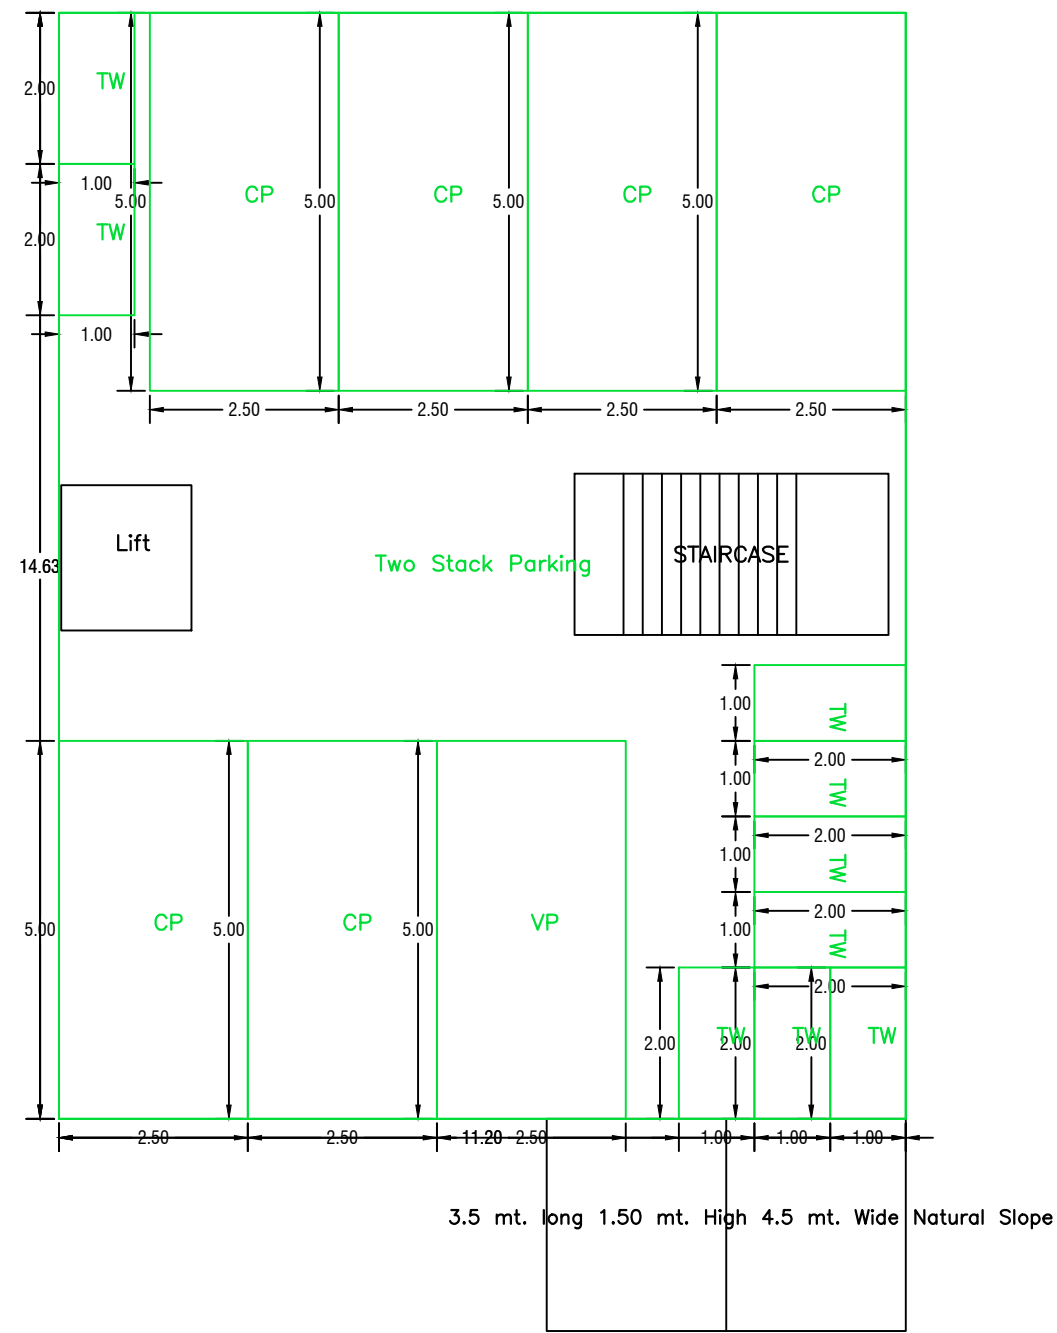 2.00
TW
1.00
5.00
CP
5.00
CP
5.00
CP
5.00
CP
2.00
TW
1.00
2.50
2.50
2.50
2.50
Lift
Two Stack Parking
STAIRCASE
14.63
1.00
TW
2.00
1.00
TW
2.00
1.00
TW
2.00
1.00
TW
2.00
5.00
CP
5.00
CP
5.00
VP
2.00
TW
2.00
TW
2.00
TW
2.50
2.50
11.20
2.50
1.00
1.00
1.00
3.5 mt. long 1.50 mt. High 4.5 mt. Wide Natural Slope